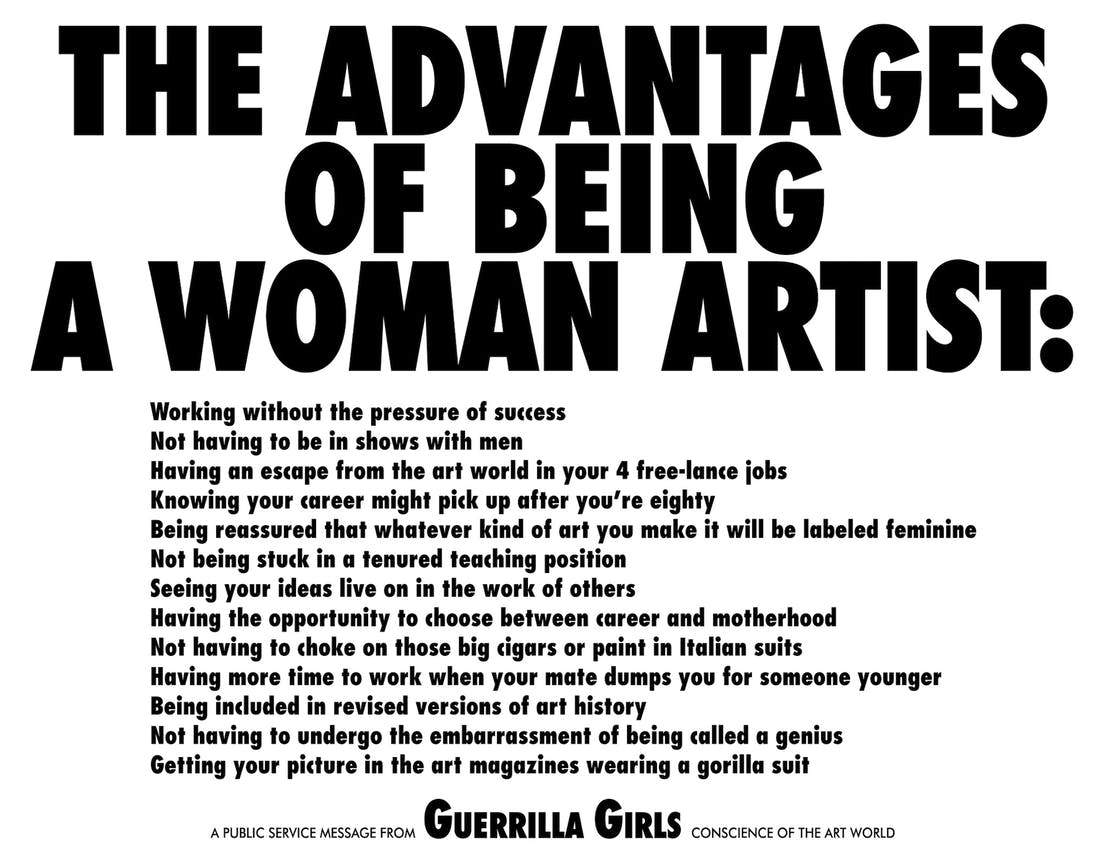 THE ADVANTAGES
OF BEING
A WOMAN ARTIST:
Working without the pressure of success
Not having to be in shows with men
Having an escape from the art world in your 4 free-lance jobs
Knowing your career might pick up after you’re eighty
Being reassured that whatever kind of art you make it will be labeled feminine
Not being stuck in a tenured teaching position
Seeing your ideas live on in the work of others
Having the opportunity to choose between career and motherhood
Not having to choke on those big cigars or paint in Italian suits
Having more time to work when your mate dumps you for someone younger
Being included in revised versions of art history
Not having to undergo the embarrassment of being called a genius
Getting your picture in the art magazines wearing a gorilla suit
A PUBLIC SERVICE MESSAGE FROM GUERRILLA GIRLS CONSCIENCE OF THE ART WORLD